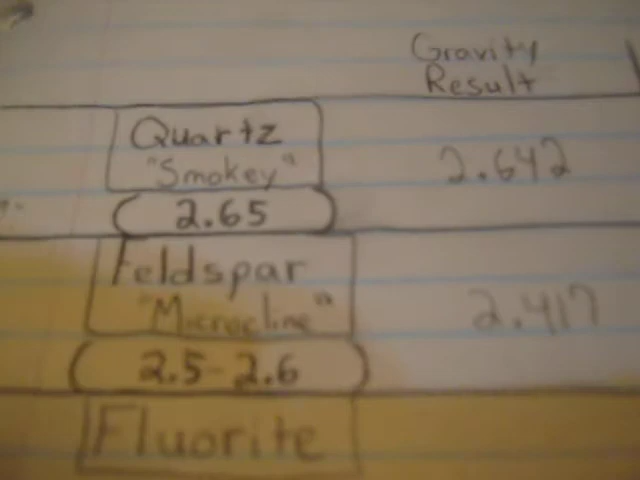 Gravity
Result
Quartz
"Smokey"
2.642
2.65
Feldspar
"Microcline"
2.417
2.5-2.6
Fluorite